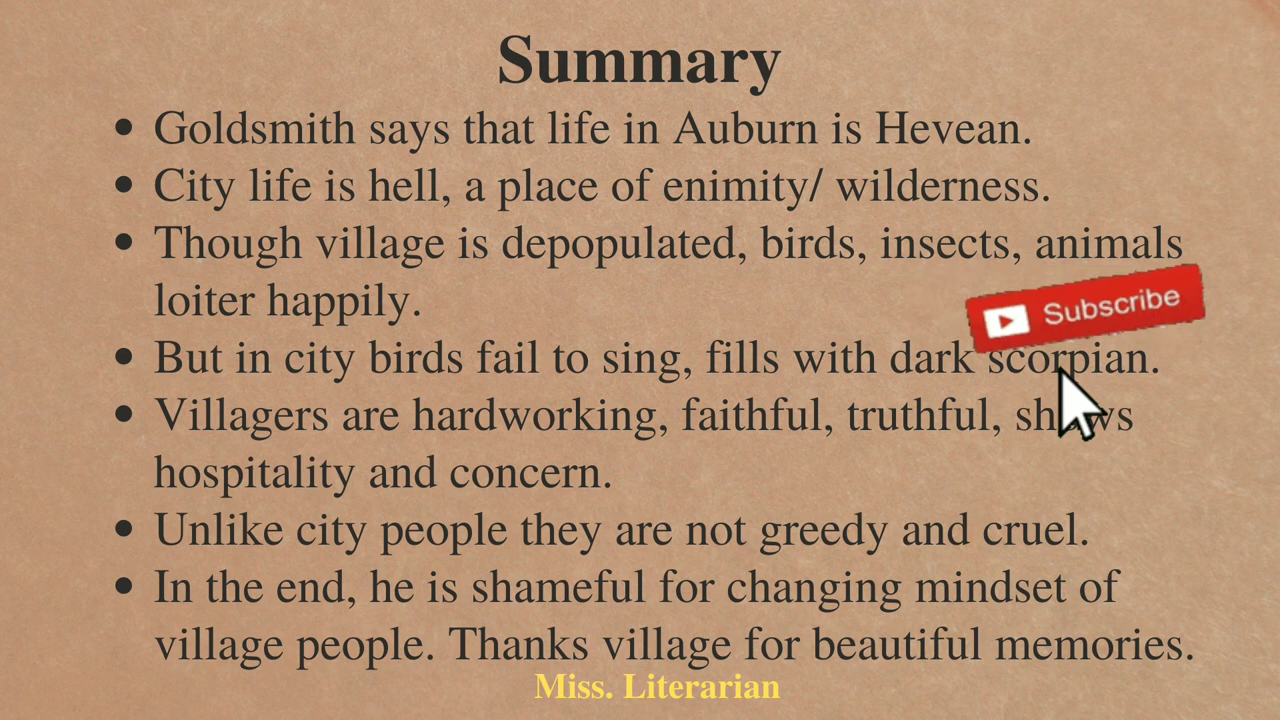 Summary
• Goldsmith says that life in Auburn is Hevean.
• City life is hell, a place of enimity/ wilderness.
• Though village is depopulated, birds, insects, animals
loiter happily.
Subscribe
• But in city birds fail to sing, fills with dark scorpian.
• Villagers are hardworking, faithful, truthful, shows
hospitality and concern.
• Unlike city people they are not greedy and cruel.
• In the end, he is shameful for changing mindset of
village people. Thanks village for beautiful memories.
Miss. Literarian